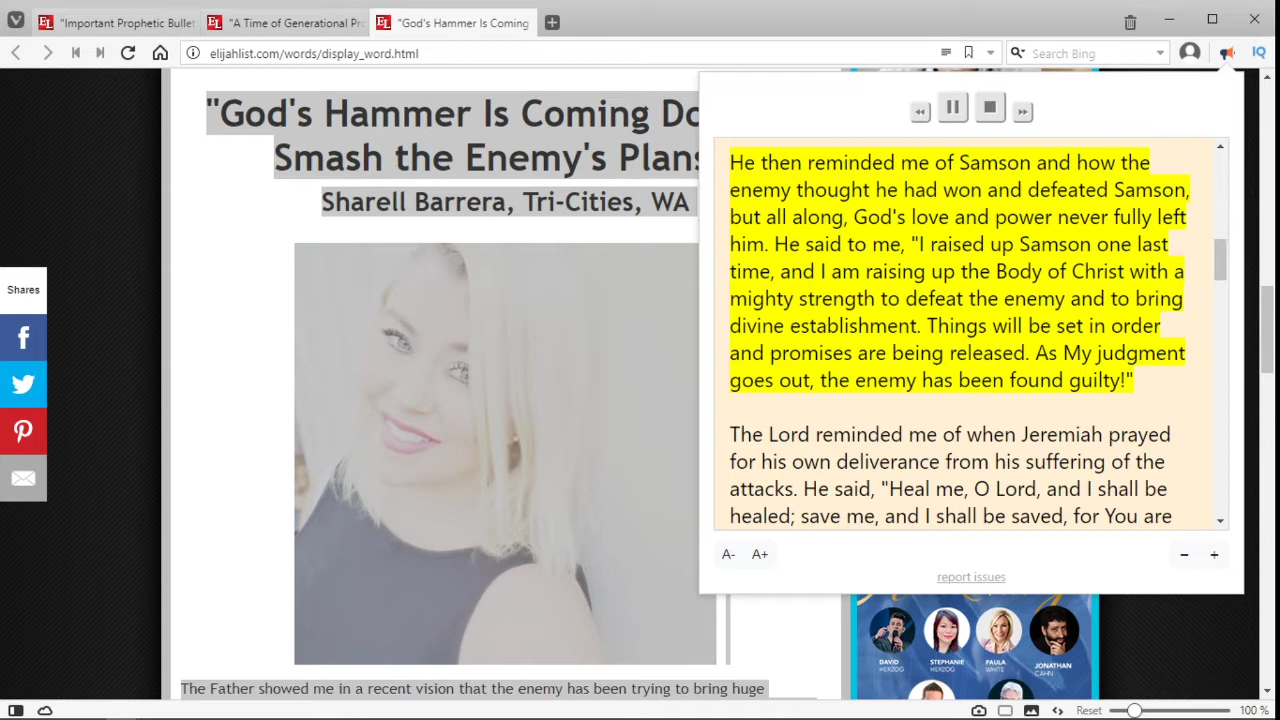 "Important Prophetic Bullet
"A Time of Generational Pro
"God's Hammer Is Coming
elijahlist.com/words/display_word.html
Search Bing
IQ
"God's Hammer Is Coming Do
Smash the Enemy's Plans
Sharell Barrera, Tri-Cities, WA
Shares
The Father showed me in a recent vision that the enemy has been trying to bring huge
He then reminded me of Samson and how the
enemy thought he had won and defeated Samson,
but all along, God's love and power never fully left
him. He said to me, "I raised up Samson one last
time, and I am raising up the Body of Christ with a
mighty strength to defeat the enemy and to bring
divine establishment. Things will be set in order
and promises are being released. As My judgment
goes out, the enemy has been found guilty!"
The Lord reminded me of when Jeremiah prayed
for his own deliverance from his suffering of the
attacks. He said, "Heal me, O Lord, and I shall be
healed; save me, and I shall be saved, for You are
A- A+ - +
report issues
DAVID HERZOG
STEPHANIE HERZOG
PAULA WHITE
JONATHAN CAHN
Reset 100 %